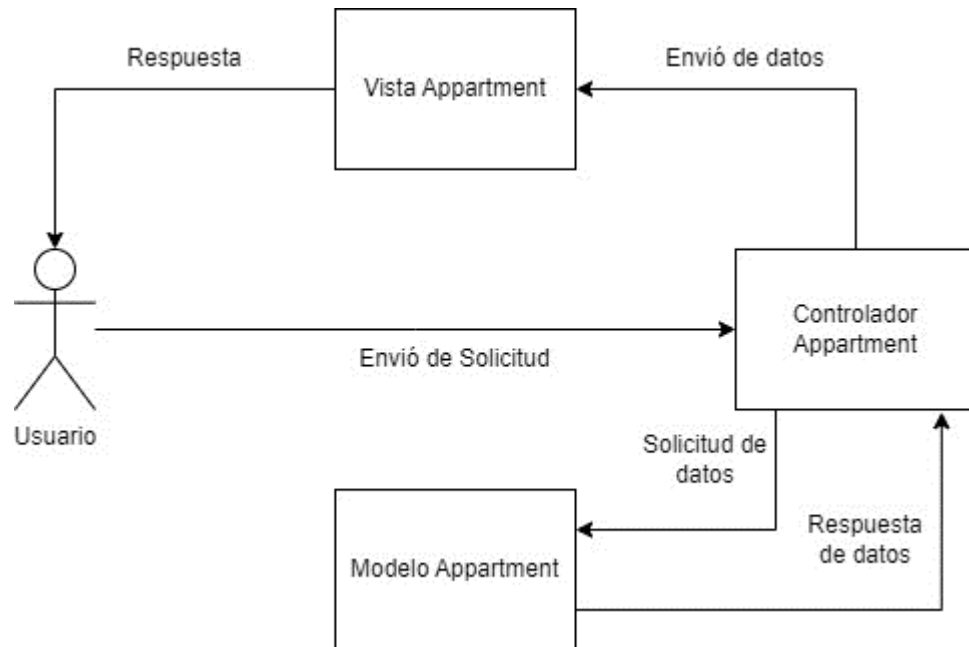 Respuesta
Vista Appartment
Envió de datos
Controlador
Appartment
Envió de Solicitud
Usuario
Solicitud de
datos
Respuesta
de datos
Modelo Appartment